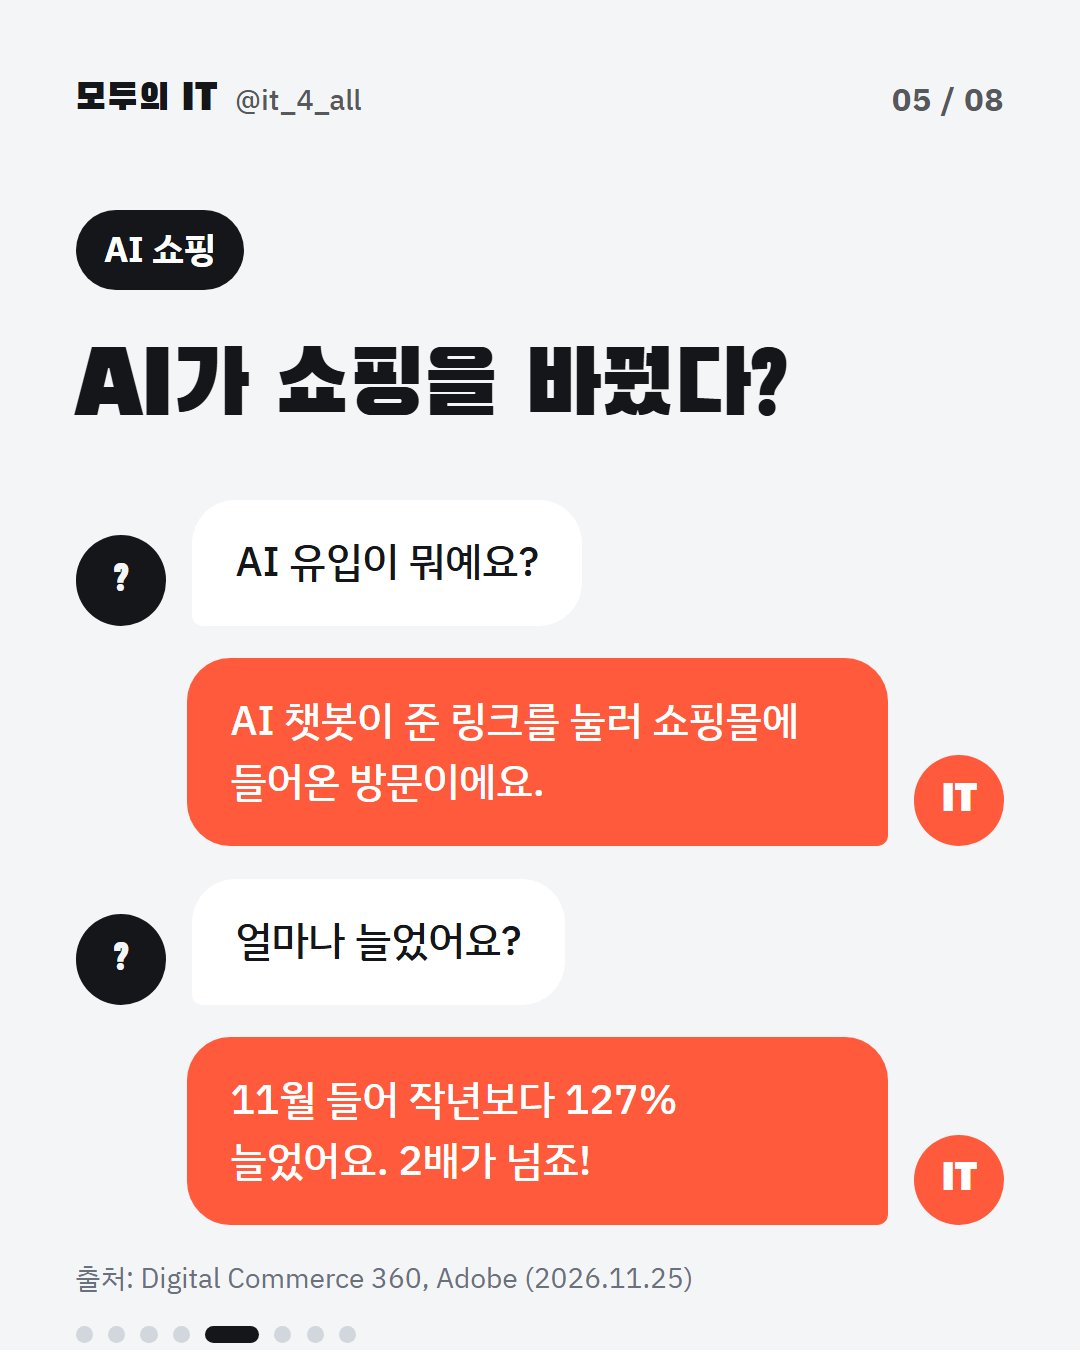 모두의 IT @it_4_all
05 / 08
AI 쇼핑
AI가 쇼핑을 바꿨다?
?
AI 유입이 뭐예요?
AI 챗봇이 준 링크를 눌러 쇼핑몰에
들어온 방문이에요.
IT
?
얼마나 늘었어요?
11월 들어 작년보다 127%
늘었어요. 2배가 넘죠!
IT
출처: Digital Commerce 360, Adobe (2026.11.25)